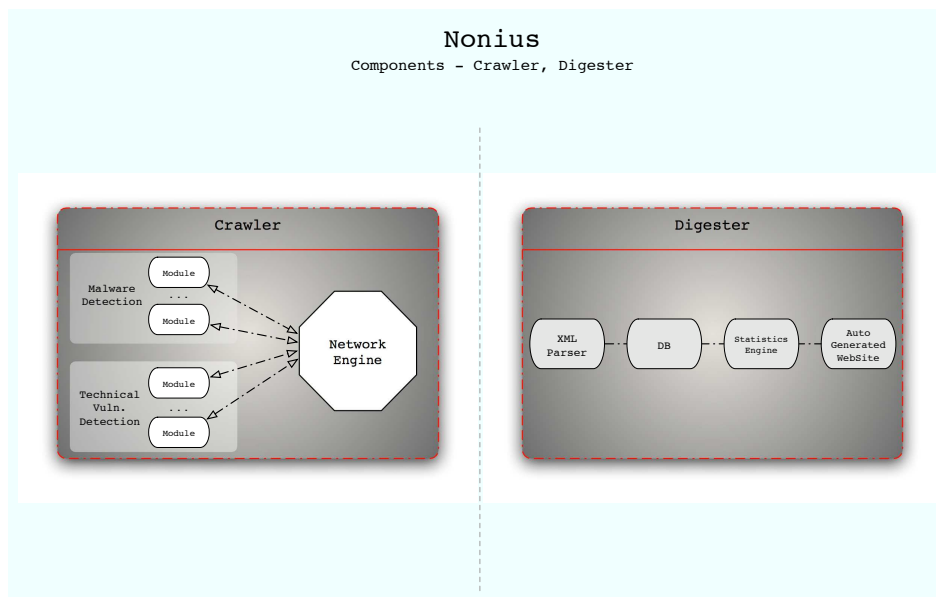 Nonius
Components - Crawler, Digester
Crawler
Malware
Detection
Module
...
Module
Technical
Vuln.
Detection
Module
...
Module
Network
Engine
Digester
XML
Parser
DB
Statistics
Engine
Auto
Generated
WebSite